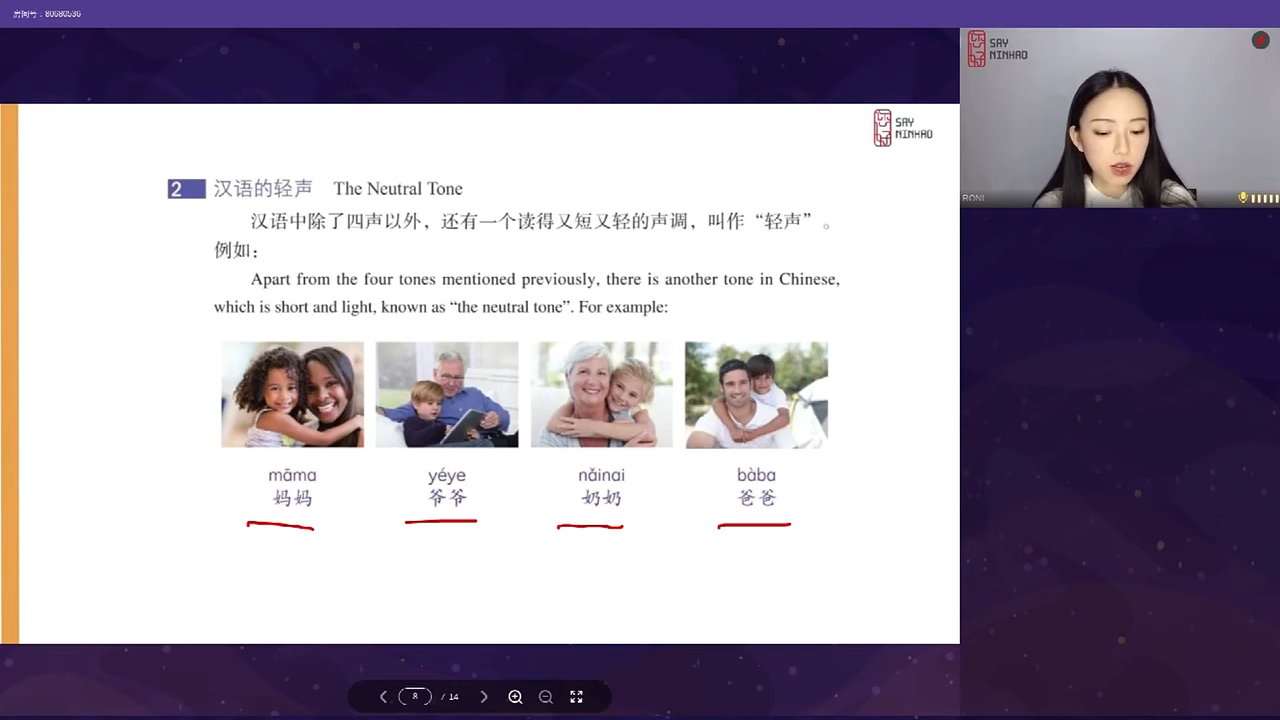 房间号：80680536
SAY
NINHAO
SAY
NINHAO
2 汉语的轻声 The Neutral Tone
RONI
汉语中除了四声以外，还有一个读得又短又轻的声调，叫作“轻声”。
例如：
Apart from the four tones mentioned previously, there is another tone in Chinese,
which is short and light, known as “the neutral tone”. For example:
māma yéye nǎinai bàba
妈妈 爷爷 奶奶 爸爸
8 / 14